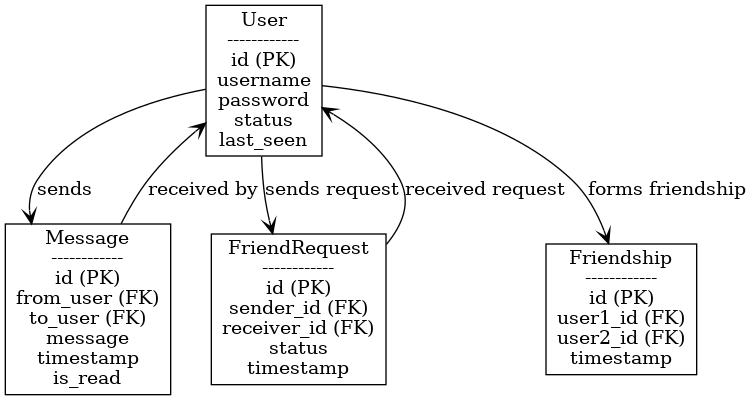 User
------------
id (PK)
username
password
status
last_seen
sends
received by
sends request
received request
forms friendship
Message
------------
id (PK)
from_user (FK)
to_user (FK)
message
timestamp
is_read
FriendRequest
------------
id (PK)
sender_id (FK)
receiver_id (FK)
status
timestamp
Friendship
------------
id (PK)
user1_id (FK)
user2_id (FK)
timestamp